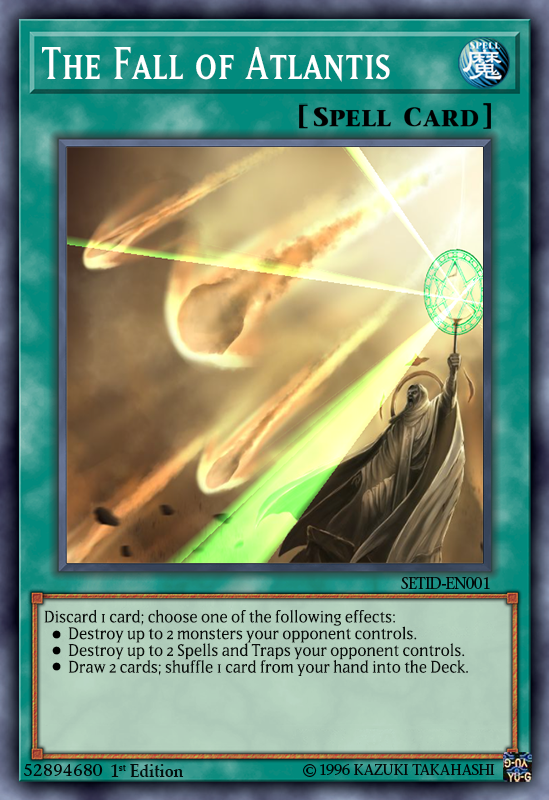 The Fall of Atlantis
SPELL
魔
[Spell Card]
SETID-EN001
Discard 1 card; choose one of the following effects:
● Destroy up to 2 monsters your opponent controls.
● Destroy up to 2 Spells and Traps your opponent controls.
● Draw 2 cards; shuffle 1 card from your hand into the Deck.
52894680 1st Edition © 1996 KAZUKI TAKAHASHI